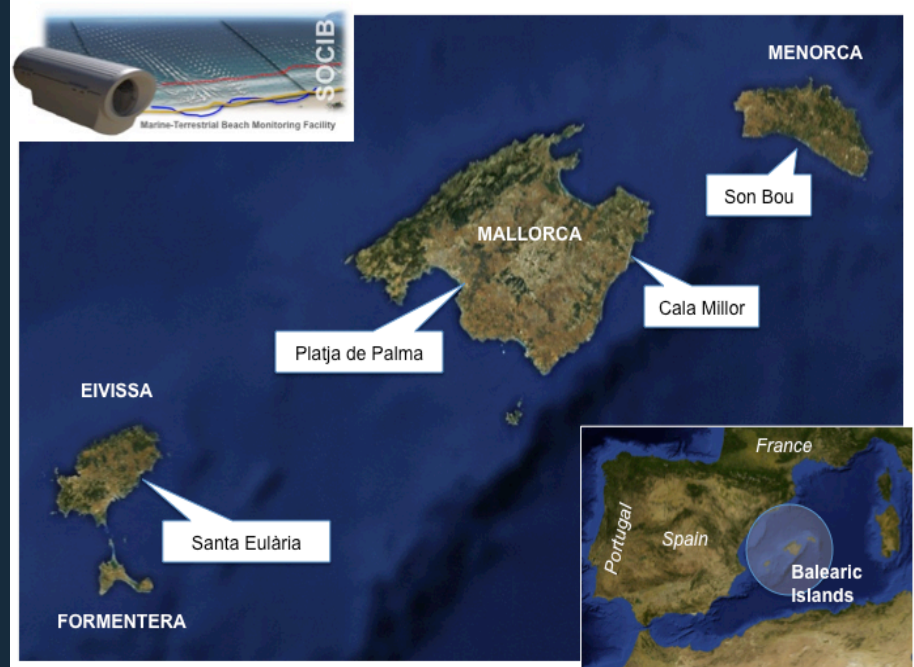 SOCIB
Marine-Terrestrial Beach Monitoring Facility
MENORCA
Son Bou
MALLORCA
Cala Millor
Platja de Palma
EIVISSA
Santa Eulària
FORMENTERA
France
Portugal
Spain
Balearic
Islands